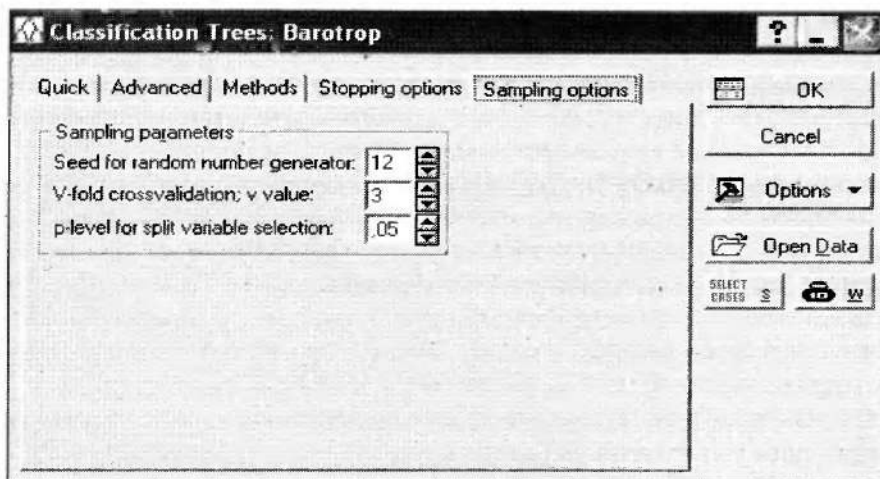 Classification Trees: Barotrop
?
Quick Advanced Methods Stopping options Sampling options
Sampling parameters
Seed for random number generator: 12
V-fold crossvalidation; v value: 3
p-level for split variable selection: .05
OK
Cancel
Options
Open Data
SELECT CASES S
W